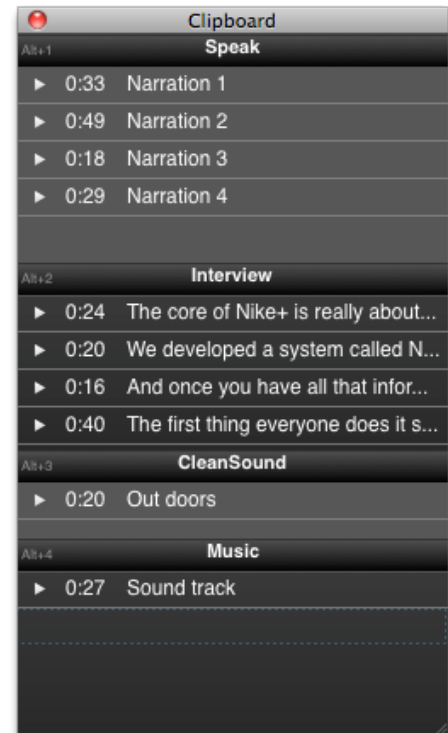 Clipboard
Alt+1 Speak
0:33 Narration 1
0:49 Narration 2
0:18 Narration 3
0:29 Narration 4
Alt+2 Interview
0:24 The core of Nike+ is really about...
0:20 We developed a system called N...
0:16 And once you have all that infor...
0:40 The first thing everyone does it s...
Alt+3 CleanSound
0:20 Out doors
Alt+4 Music
0:27 Sound track